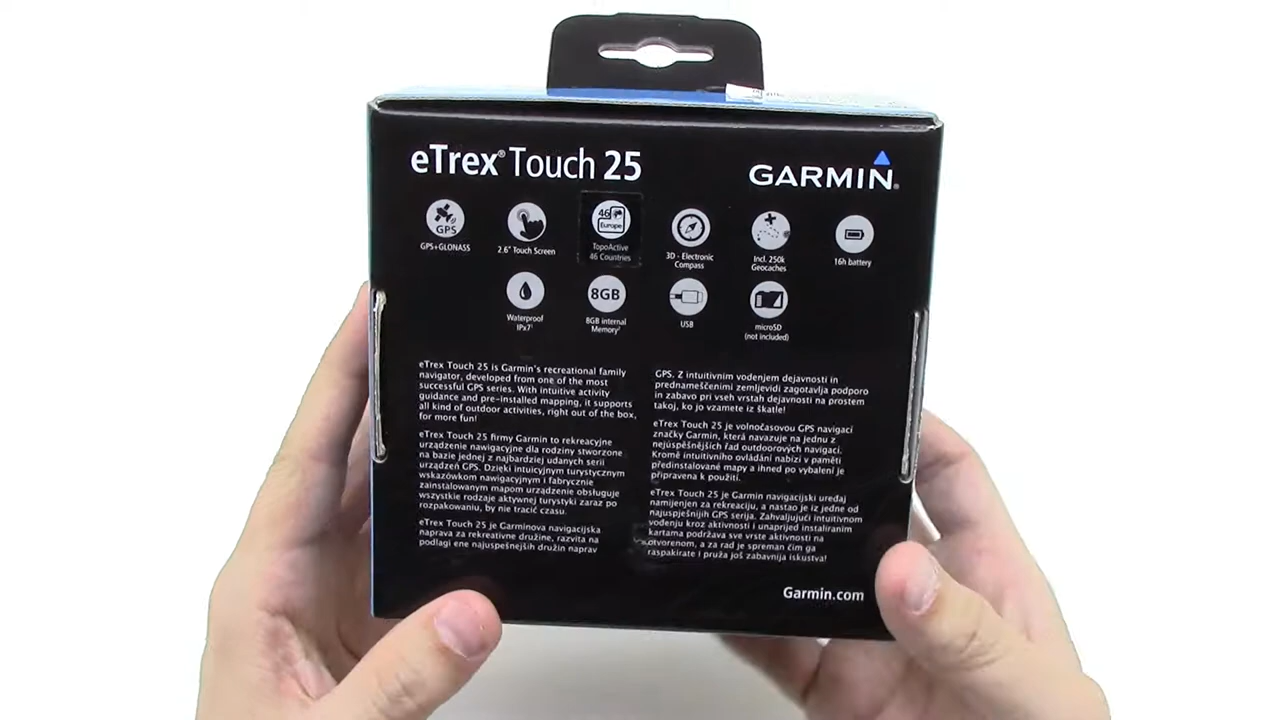 eTrex® Touch 25
GARMIN®
GPS
GPS+GLONASS
2.6" Touch Screen
46
Europe
TopoActive
46 Countries
3D - Electronic
Compass
Incl. 250k
Geocaches
16h battery
Waterproof
IPx7¹
8GB
8GB internal
Memory²
USB
microSD
(not included)
eTrex Touch 25 is Garmin's recreational family
navigator, developed from one of the most
successful GPS series. With intuitive activity
guidance and pre-installed mapping, it supports
all kind of outdoor activities, right out of the box,
for more fun!
eTrex Touch 25 firmy Garmin to rekreacyjne
urządzenie nawigacyjne dla rodziny stworzone
na bazie jednej z najbardziej udanych serii
urządzeń GPS. Dzięki intuicyjnym turystycznym
wskazówkom nawigacyjnym i fabrycznie
zainstalowanym mapom urządzenie obsługuje
wszystkie rodzaje aktywnej turystyki zaraz po
rozpakowaniu, by nie tracić czasu.
eTrex Touch 25 je Garminova navigacijska
naprava za rekreativne družine, razvita na
podlagi ene najuspešnejših družin naprav
GPS. Z intuitivnim vodenjem dejavnosti in
prednameščenimi zemljevidi zagotavlja podporo
in zabavo pri vseh vrstah dejavnosti na prostem
takoj, ko jo vzamete iz škatle!
eTrex Touch 25 je volnočasovou GPS navigací
značky Garmin, která navazuje na jednu z
nejúspěšnějších řad outdoorových navigací.
Kromě intuitivního ovládání nabízí v paměti
předinstalované mapy a ihned po vybalení je
připravena k použití.
eTrex Touch 25 je Garmin navigacijski uređaj
namijenjen za rekreaciju, a nastao je iz jedne od
najuspješnijih GPS serija. Zahvaljujući intuitivnom
vođenju kroz aktivnosti i unaprijed instaliranim
kartama podržava sve vrste aktivnosti na
otvorenom, a za rad je spreman čim ga
raspakirate i pruža još zabavnija iskustva!
Garmin.com